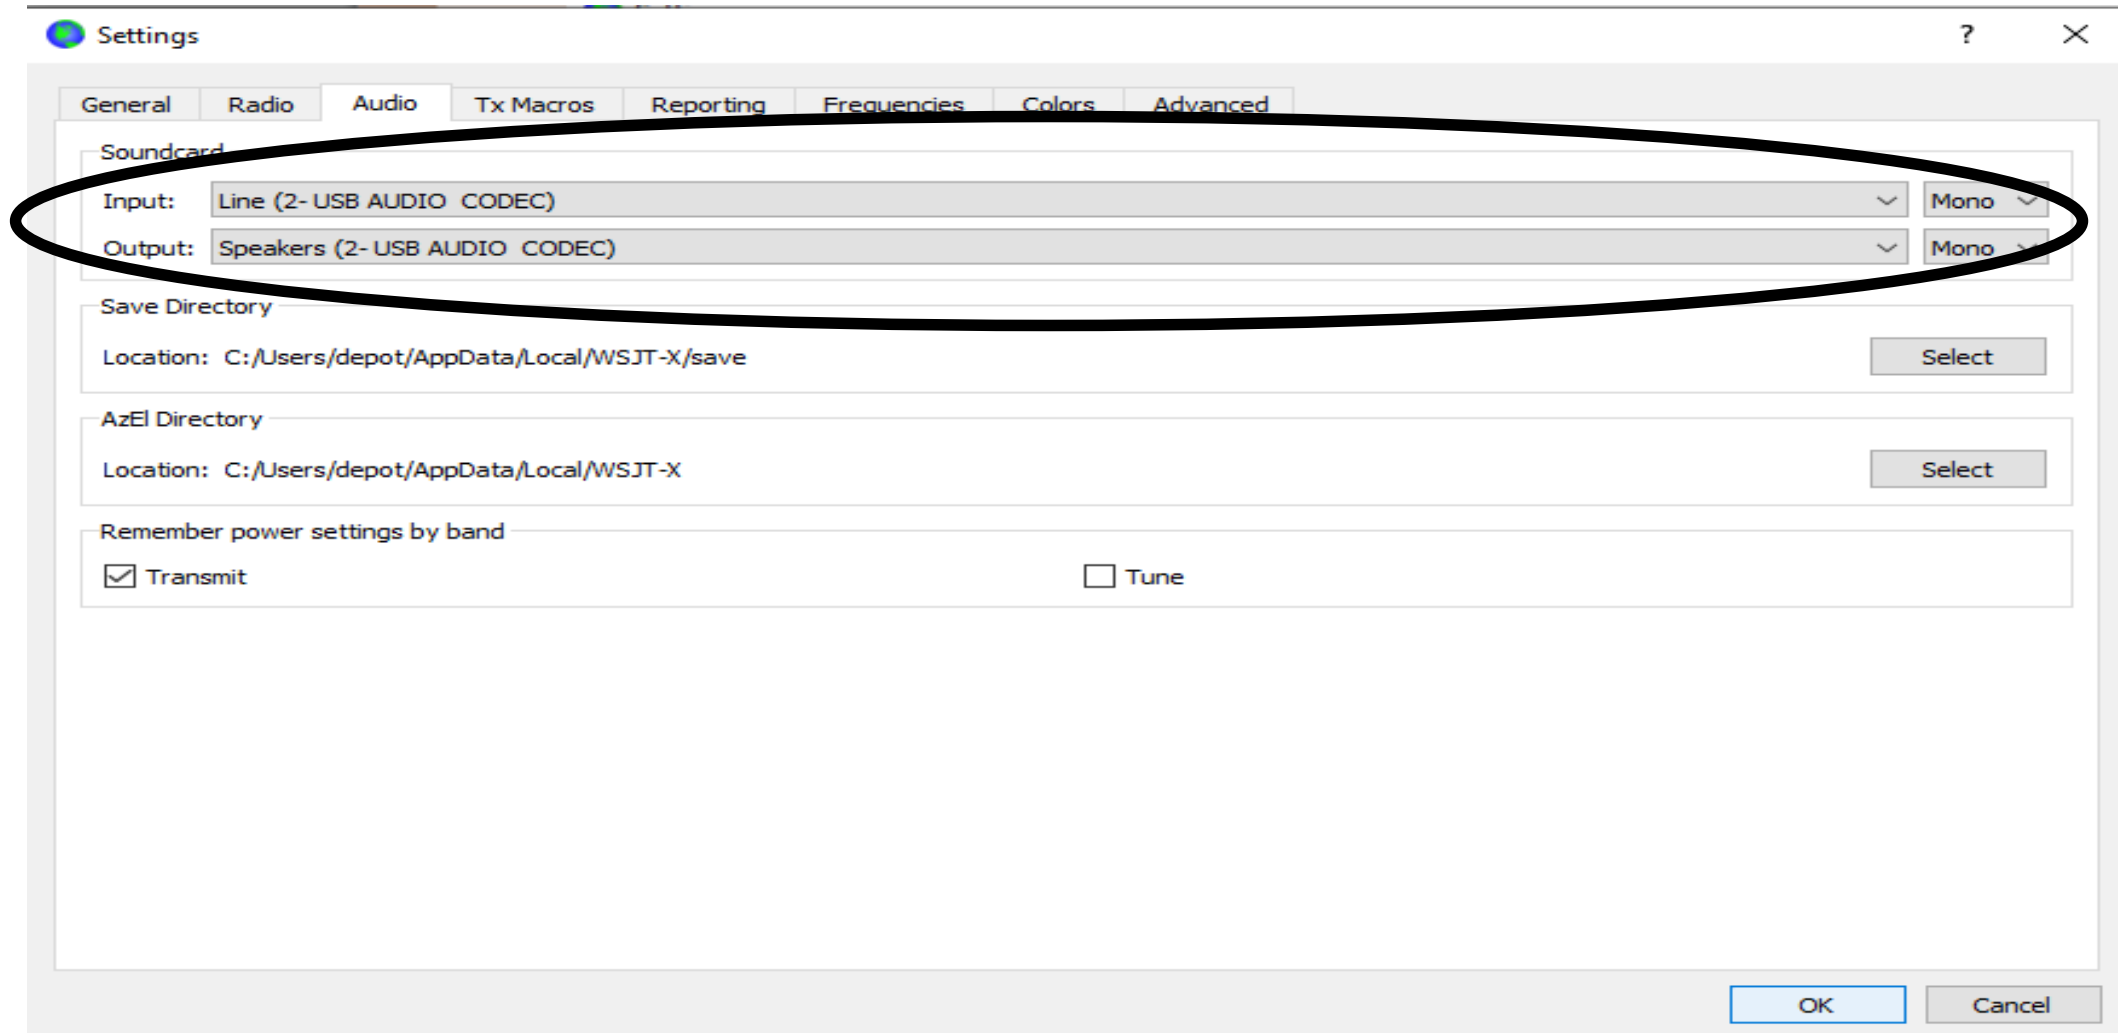 Settings ?
General Radio Audio Tx Macros Reporting Frequencies Colors Advanced
Soundcard
Input: Line (2- USB AUDIO  CODEC) Mono
Output: Speakers (2- USB AUDIO  CODEC) Mono
Save Directory
Location: C:/Users/depot/AppData/Local/WSJT-X/save Select
AzEl Directory
Location: C:/Users/depot/AppData/Local/WSJT-X Select
Remember power settings by band
Transmit Tune
OK Cancel